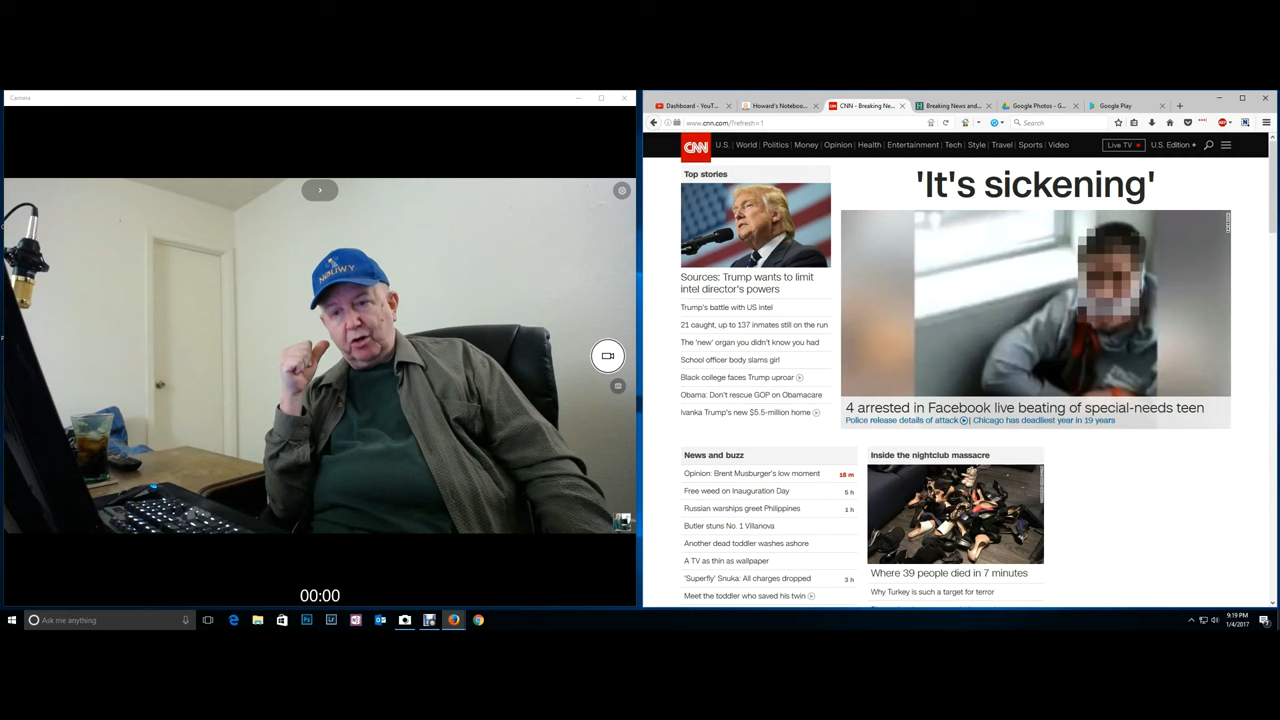 Camera
NØUWY
00:00
Dashboard - YouT...
Howard's Noteboo...
CNN - Breaking Ne...
Breaking News and...
Google Photos - G...
Google Play
www.cnn.com/?refresh=1
Search
CNN
U.S. World Politics Money Opinion Health Entertainment Tech Style Travel Sports Video
Live TV
U.S. Edition +
Top stories
Sources: Trump wants to limit
intel director's powers
Trump's battle with US intel
21 caught, up to 137 inmates still on the run
The 'new' organ you didn't know you had
School officer body slams girl
Black college faces Trump uproar
Obama: Don't rescue GOP on Obamacare
Ivanka Trump's new $5.5-million home
'It's sickening'
4 arrested in Facebook live beating of special-needs teen
Police release details of attack | Chicago has deadliest year in 19 years
News and buzz
Opinion: Brent Musburger's low moment 18 m
Free weed on Inauguration Day 5 h
Russian warships greet Philippines 1 h
Butler stuns No. 1 Villanova
Another dead toddler washes ashore
A TV as thin as wallpaper
'Superfly' Snuka: All charges dropped 3 h
Meet the toddler who saved his twin
Inside the nightclub massacre
Where 39 people died in 7 minutes
Why Turkey is such a target for terror
Ask me anything
9:19 PM
1/4/2017